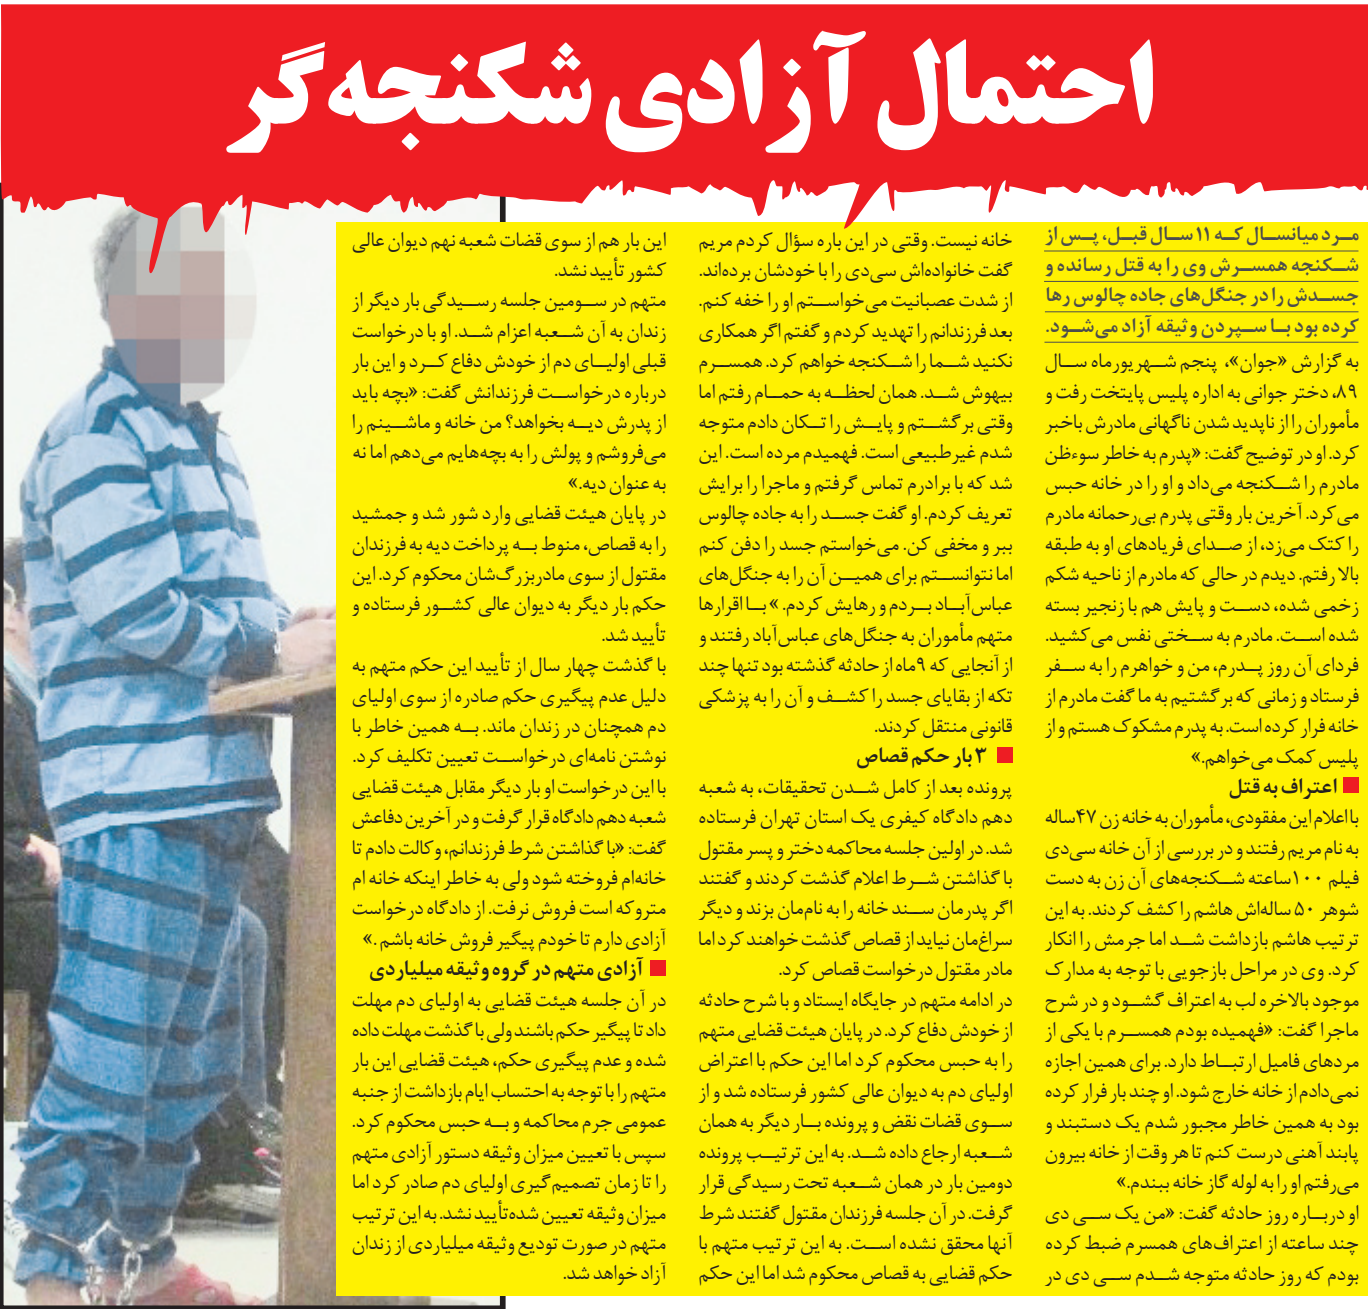 احتمال آزادی شکنجه‌گر
مرد میانسال که ۱۱ سال قبل، پس از
شکنجه همسرش وی را به قتل رسانده و
جسدش را در جنگل‌های جاده چالوس رها
کرده بود با سپردن وثیقه آزاد می‌شود.
به گزارش «جوان»، پنجم شهریورماه سال
۸۹، دختر جوانی به اداره پلیس پایتخت رفت و
مأموران را از ناپدید شدن ناگهانی مادرش باخبر
کرد. او در توضیح گفت: «پدرم به خاطر سوءظن
مادرم را شکنجه می‌داد و او را در خانه حبس
می‌کرد. آخرین بار وقتی پدرم بی‌رحمانه مادرم
را کتک می‌زد، از صدای فریادهای او به طبقه
بالا رفتم. دیدم در حالی که مادرم از ناحیه شکم
زخمی شده، دست و پایش هم با زنجیر بسته
شده است. مادرم به سختی نفس می‌کشید.
فردای آن روز پدرم، من و خواهرم را به سفر
فرستاد و زمانی که برگشتیم به ما گفت مادرم از
خانه فرار کرده است. به پدرم مشکوک هستم و از
پلیس کمک می‌خواهم.»
اعتراف به قتل
با اعلام این مفقودی، مأموران به خانه زن ۴۷ساله
به نام مریم رفتند و در بررسی از آن خانه سی‌دی
فیلم ۱۰۰ساعته شکنجه‌های آن زن به دست
شوهر ۵۰ ساله‌اش هاشم را کشف کردند. به این
ترتیب هاشم بازداشت شد اما جرمش را انکار
کرد. وی در مراحل بازجویی با توجه به مدارک
موجود بالاخره لب به اعتراف گشود و در شرح
ماجرا گفت: «فهمیده بودم همسرم با یکی از
مردهای فامیل ارتباط دارد. برای همین اجازه
نمی‌دادم از خانه خارج شود. او چند بار فرار کرده
بود به همین خاطر مجبور شدم یک دستبند و
پابند آهنی درست کنم تا هر وقت از خانه بیرون
می‌رفتم او را به لوله گاز خانه ببندم.»
او درباره روز حادثه گفت: «من یک سی دی
چند ساعته از اعتراف‌های همسرم ضبط کرده
بودم که روز حادثه متوجه شدم سی دی در
خانه نیست. وقتی در این باره سؤال کردم مریم
گفت خانواده‌اش سی‌دی را با خودشان برده‌اند.
از شدت عصبانیت می‌خواستم او را خفه کنم.
بعد فرزندانم را تهدید کردم و گفتم اگر همکاری
نکنید شما را شکنجه خواهم کرد. همسرم
بیهوش شد. همان لحظه به حمام رفتم اما
وقتی برگشتم و پایش را تکان دادم متوجه
شدم غیرطبیعی است. فهمیدم مرده است. این
شد که با برادرم تماس گرفتم و ماجرا را برایش
تعریف کردم. او گفت جسد را به جاده چالوس
ببر و مخفی کن. می‌خواستم جسد را دفن کنم
اما نتوانستم برای همین آن را به جنگل‌های
عباس‌آباد بردم و رهایش کردم.» با اقرارها
متهم مأموران به جنگل‌های عباس‌آباد رفتند و
از آنجایی که ۹ماه از حادثه گذشته بود تنها چند
تکه از بقایای جسد را کشف و آن را به پزشکی
قانونی منتقل کردند.
۳ بار حکم قصاص
پرونده بعد از کامل شدن تحقیقات، به شعبه
دهم دادگاه کیفری یک استان تهران فرستاده
شد. در اولین جلسه محاکمه دختر و پسر مقتول
با گذاشتن شرط اعلام گذشت کردند و گفتند
اگر پدرمان سند خانه را به نام‌مان بزند و دیگر
سراغ‌مان نیاید از قصاص گذشت خواهند کرد اما
مادر مقتول درخواست قصاص کرد.
در ادامه متهم در جایگاه ایستاد و با شرح حادثه
از خودش دفاع کرد. در پایان هیئت قضایی متهم
را به حبس محکوم کرد اما این حکم با اعتراض
اولیای دم به دیوان عالی کشور فرستاده شد و از
سوی قضات نقض و پرونده بار دیگر به همان
شعبه ارجاع داده شد. به این ترتیب پرونده
دومین بار در همان شعبه تحت رسیدگی قرار
گرفت. در آن جلسه فرزندان مقتول گفتند شرط
آنها محقق نشده است. به این ترتیب متهم با
حکم قضایی به قصاص محکوم شد اما این حکم
این بار هم از سوی قضات شعبه نهم دیوان عالی
کشور تأیید نشد.
متهم در سومین جلسه رسیدگی بار دیگر از
زندان به آن شعبه اعزام شد. او با درخواست
قبلی اولیای دم از خودش دفاع کرد و این بار
درباره درخواست فرزندانش گفت: «بچه باید
از پدرش دیه بخواهد؟ من خانه و ماشینم را
می‌فروشم و پولش را به بچه‌هایم می‌دهم اما نه
به عنوان دیه.»
در پایان هیئت قضایی وارد شور شد و جمشید
را به قصاص، منوط به پرداخت دیه به فرزندان
مقتول از سوی مادربزرگ‌شان محکوم کرد. این
حکم بار دیگر به دیوان عالی کشور فرستاده و
تأیید شد.
با گذشت چهار سال از تأیید این حکم متهم به
دلیل عدم پیگیری حکم صادره از سوی اولیای
دم همچنان در زندان ماند. به همین خاطر با
نوشتن نامه‌ای درخواست تعیین تکلیف کرد.
با این درخواست او بار دیگر مقابل هیئت قضایی
شعبه دهم دادگاه قرار گرفت و در آخرین دفاعش
گفت: «با گذاشتن شرط فرزندانم، وکالت دادم تا
خانه‌ام فروخته شود ولی به خاطر اینکه خانه ام
متروکه است فروش نرفت. از دادگاه درخواست
آزادی دارم تا خودم پیگیر فروش خانه باشم.»
آزادی متهم در گروه وثیقه میلیاردی
در آن جلسه هیئت قضایی به اولیای دم مهلت
داد تا پیگیر حکم باشند ولی با گذشت مهلت داده
شده و عدم پیگیری حکم، هیئت قضایی این بار
متهم را با توجه به احتساب ایام بازداشت از جنبه
عمومی جرم محاکمه و به حبس محکوم کرد.
سپس با تعیین میزان وثیقه دستور آزادی متهم
را تا زمان تصمیم‌گیری اولیای دم صادر کرد اما
میزان وثیقه تعیین شده تأیید نشد. به این ترتیب
متهم در صورت تودیع وثیقه میلیاردی از زندان
آزاد خواهد شد.